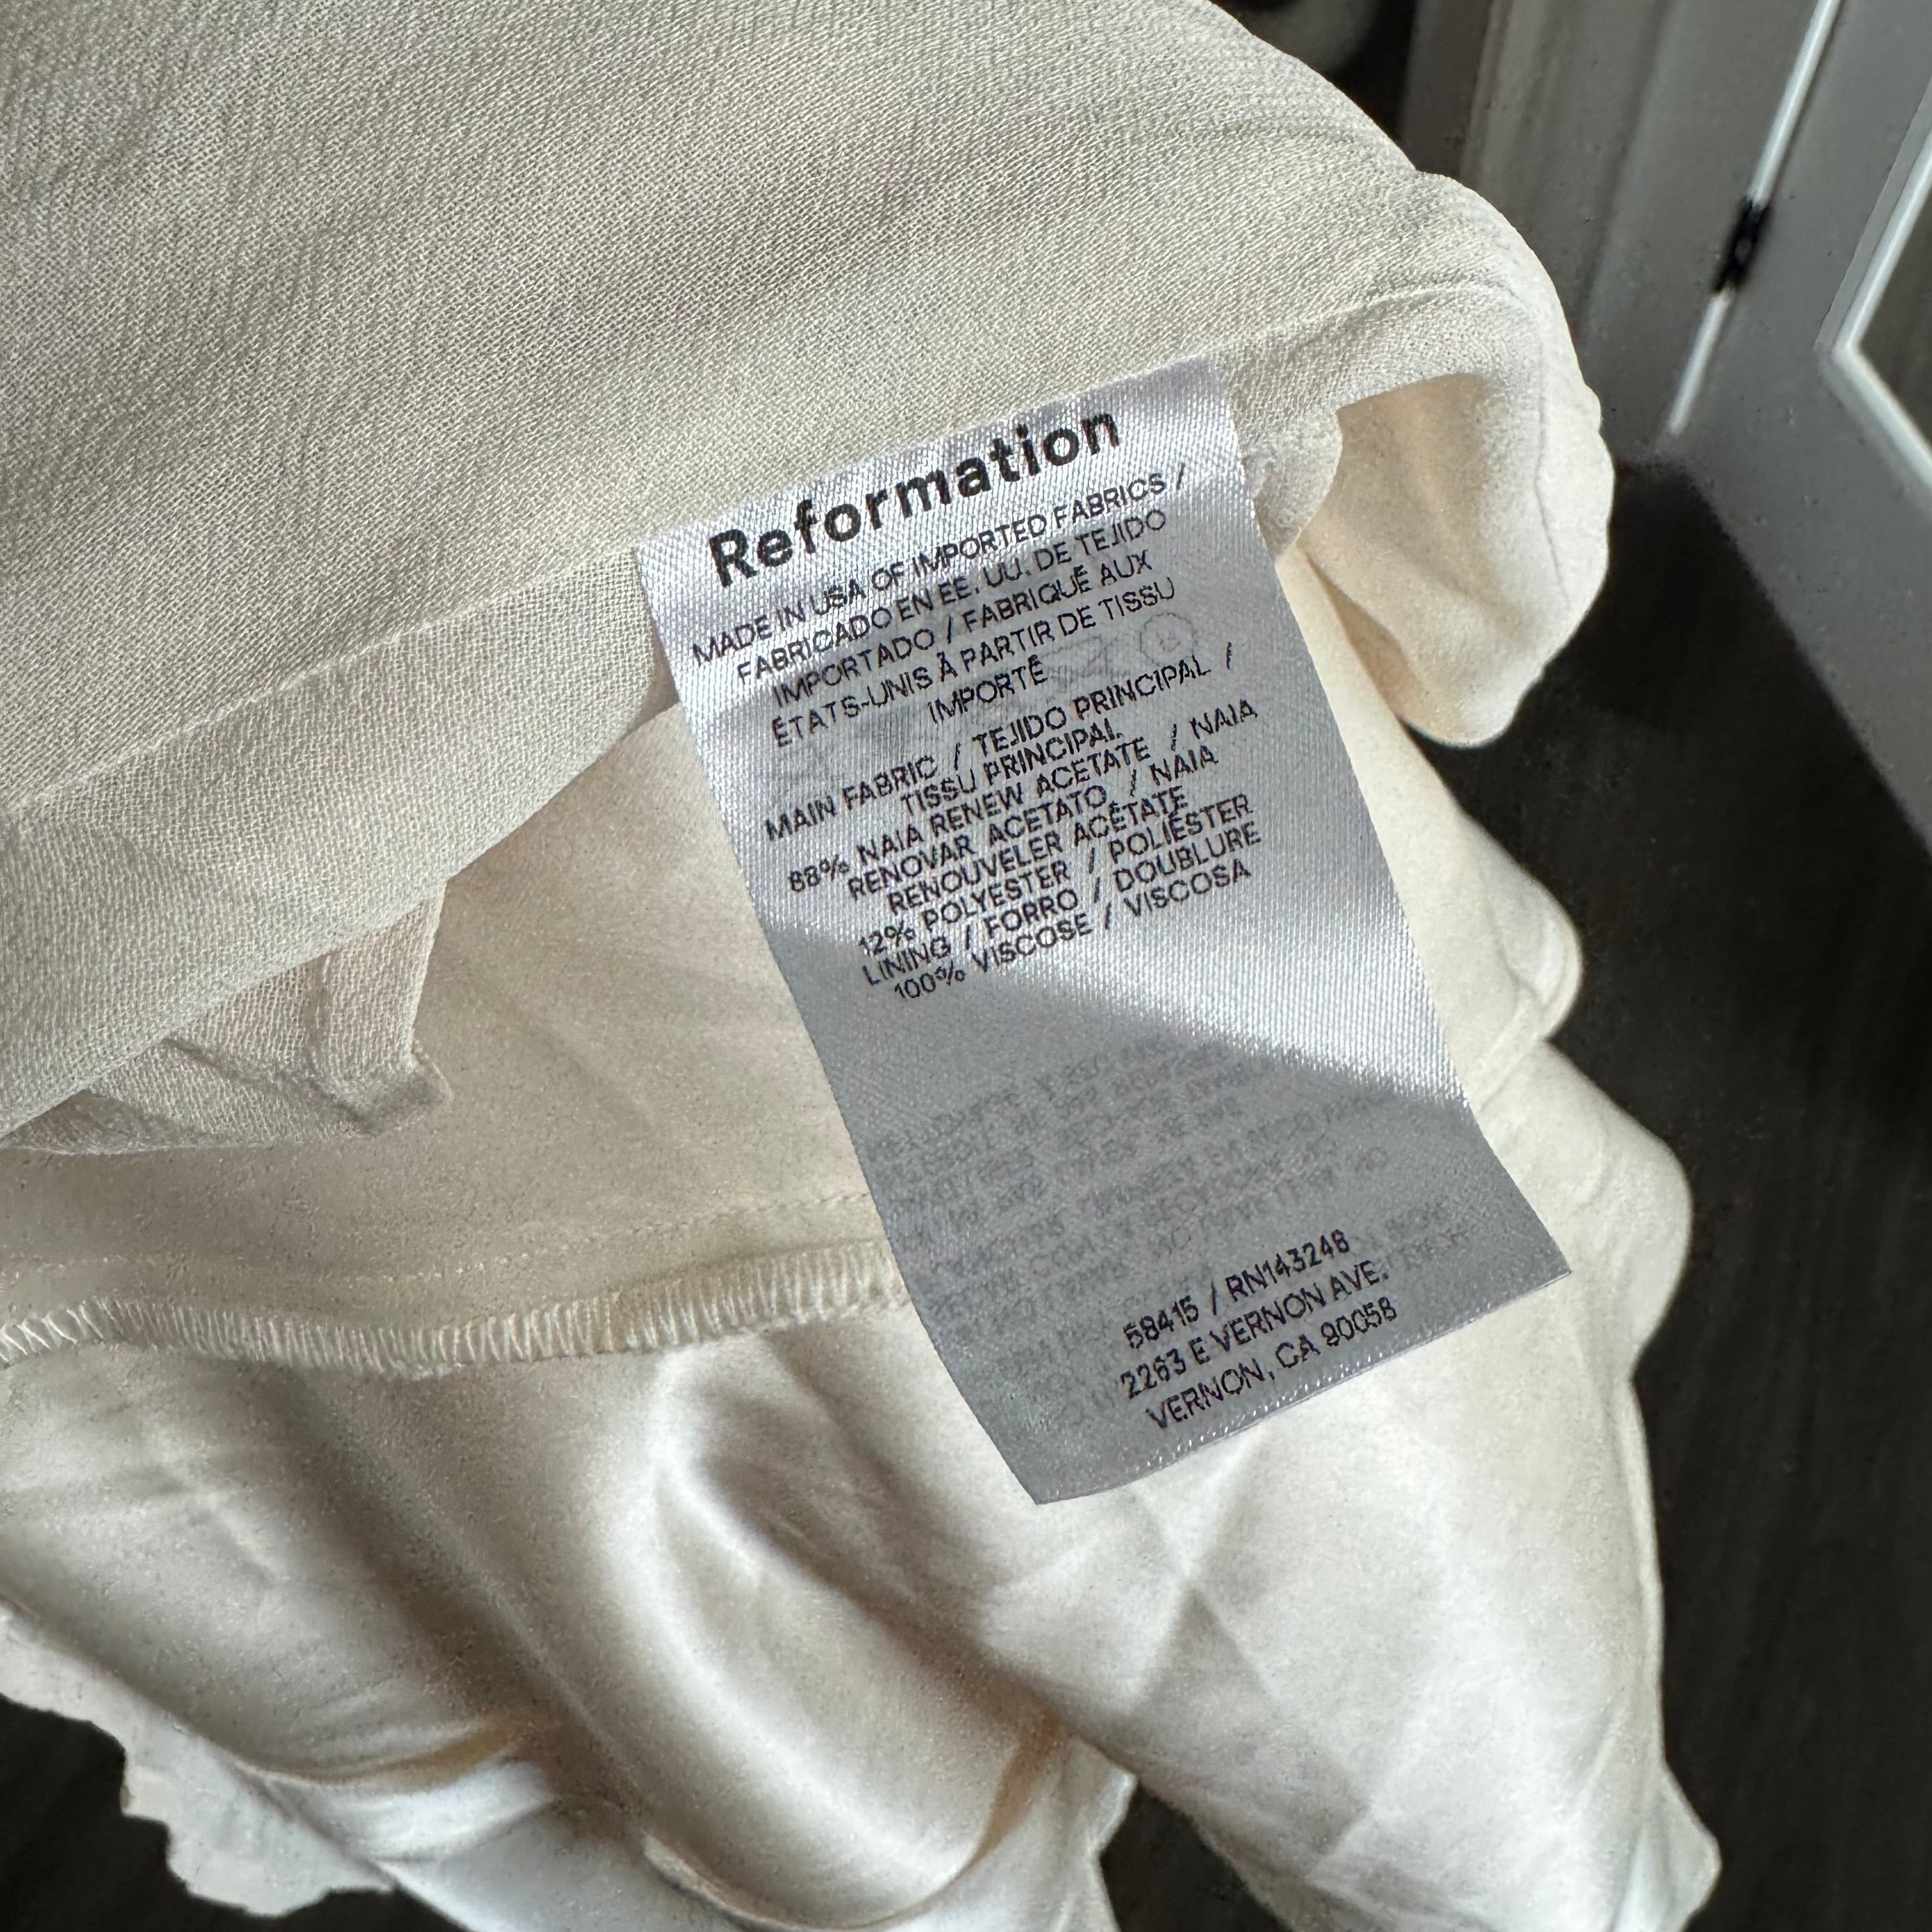 Reformation
MADE IN USA OF IMPORTED FABRICS /
FABRICADO EN EE. UU. DE TEJIDO
IMPORTADO / FABRIQUÉ AUX
ÉTATS-UNIS À PARTIR DE TISSU
IMPORTÉ
MAIN FABRIC / TEJIDO PRINCIPAL /
TISSU PRINCIPAL
88% NAIA RENEW ACETATE / NAIA
RENOVAR ACETATO / NAIA
RENOUVELER ACÉTATE
12% POLYESTER / POLIÉSTER
LINING / FORRO / DOUBLURE
100% VISCOSE / VISCOSA
58415 / RN143248
2263 E VERNON AVE.
VERNON, CA 90058